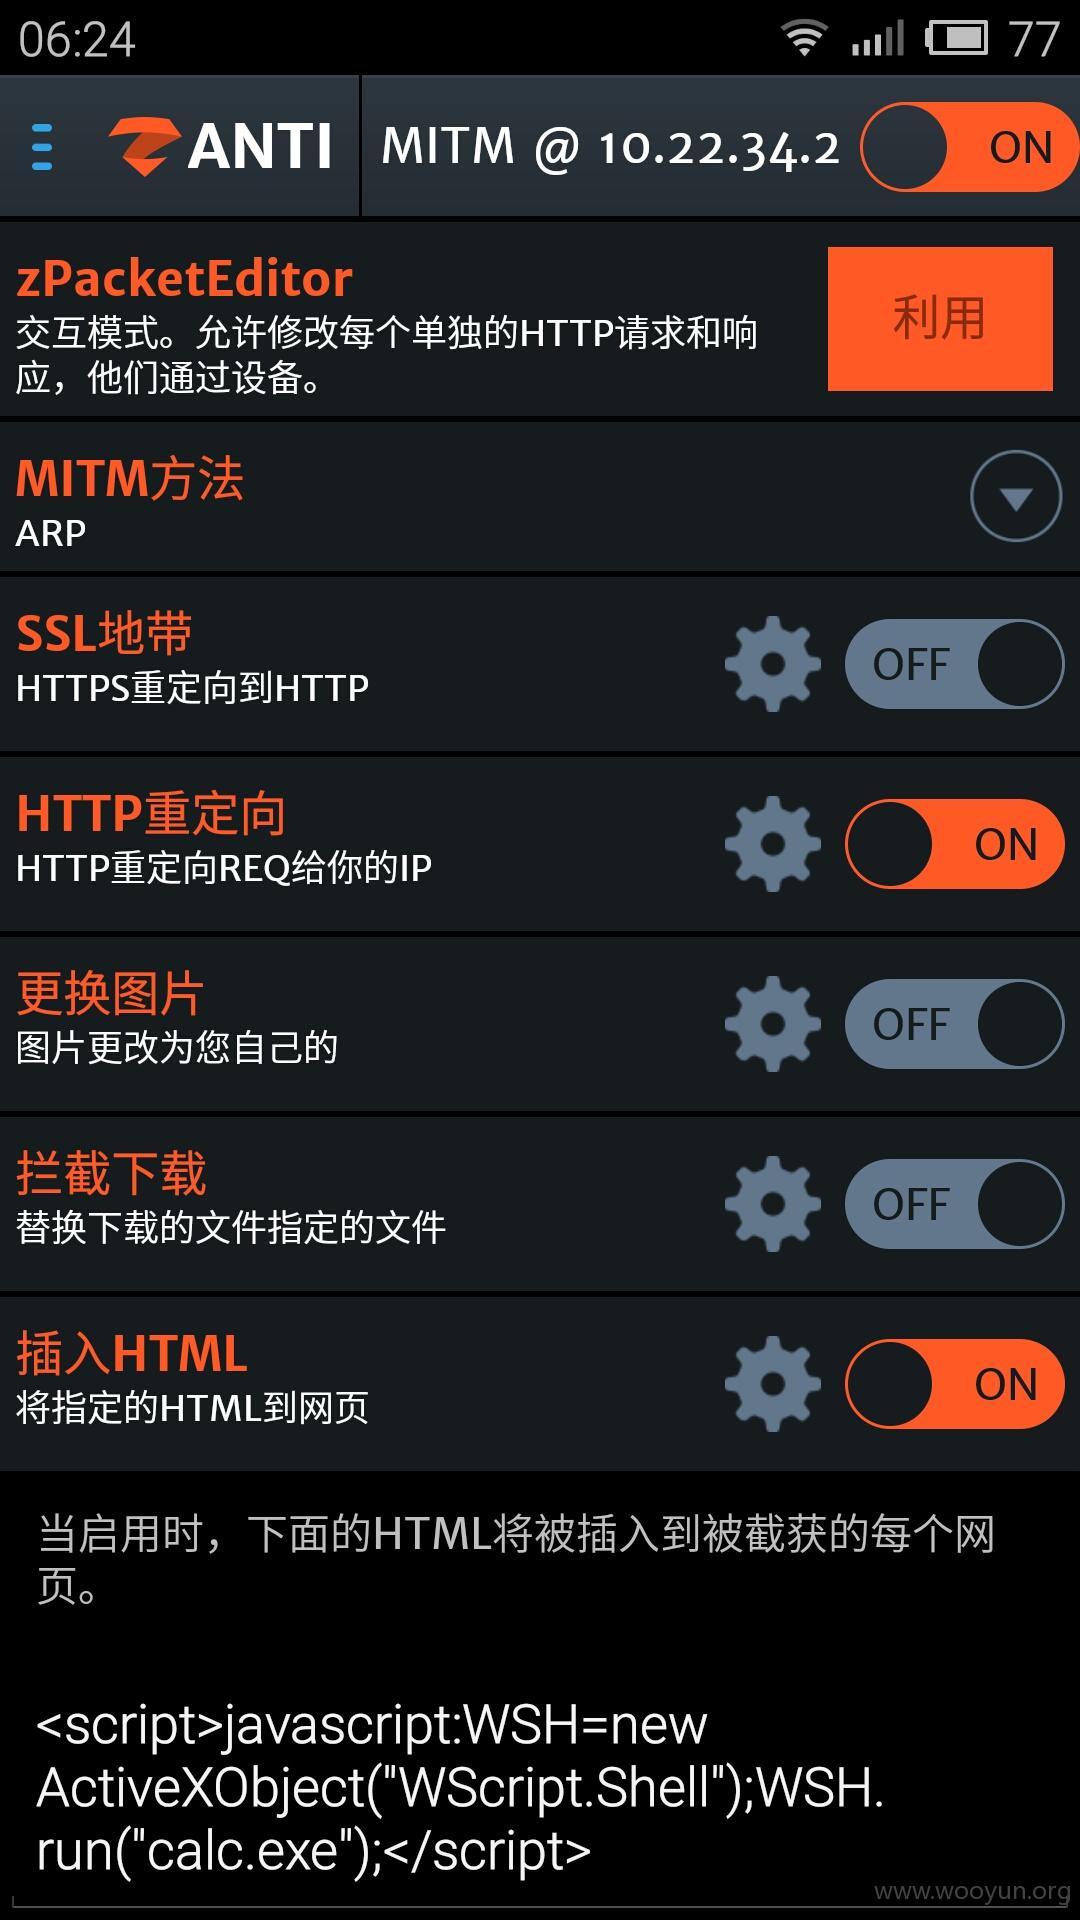 06:24 77
ANTI MITM @ 10.22.34.2 ON
zPacketEditor
交互模式。允许修改每个单独的HTTP请求和响
应，他们通过设备。
利用
MITM方法
ARP
SSL地带
HTTPS重定向到HTTP
OFF
HTTP重定向
HTTP重定向REQ给你的IP
ON
更换图片
图片更改为您自己的
OFF
拦截下载
替换下载的文件指定的文件
OFF
插入HTML
将指定的HTML到网页
ON
当启用时，下面的HTML将被插入到被截获的每个网
页。
<script>javascript:WSH=new
ActiveXObject("WScript.Shell");WSH.
run("calc.exe");</script>
www.wooyun.org